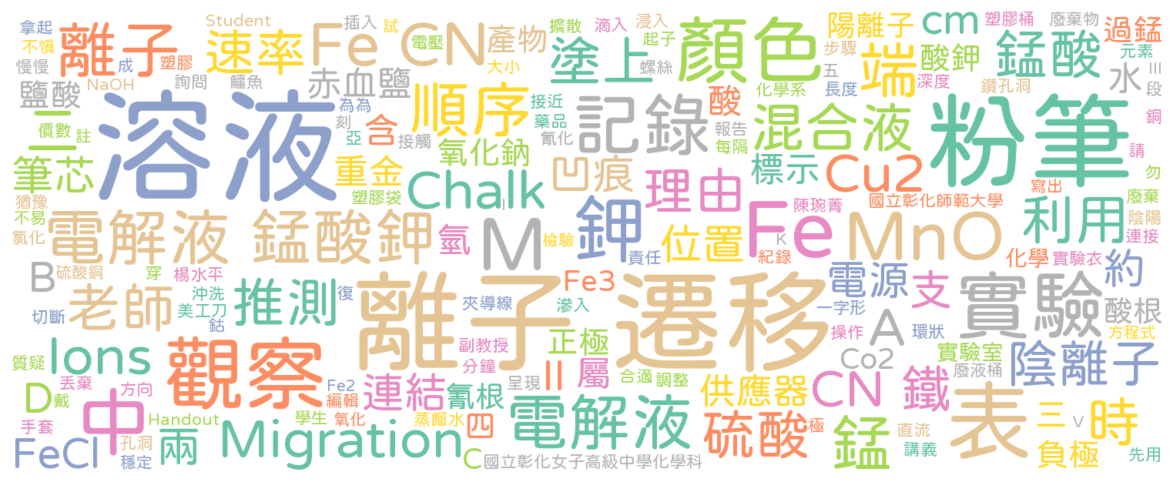 拿起 離子 Student 速率 插入 Fe CN 電壓 試 產物 擴散 滴入 浸入 顏色 陽離子 cm 塑膠桶 廢棄物 過錳
不愼 慢慢 成 塑膠 NaOH 詢問 鱷魚 赤血鹽 大小 起子 塗上 螺絲 步驟 端 酸鉀 錳酸 元素
鹽酸 溶液 為為 順序 接近 藥品 記錄 酸 化學系 五 長度 深度 水 鑽孔洞 段 III
二 價數 註 刻 亞 含 接觸 氧化鈉 氰化 報告 每隔 混合液 粉筆 銅 請
筆芯 重金 塑膠袋 Chalk 凹痕 理由 標示 Cu2 國立彰化師範大學 寫出 勿 廢棄
猶豫 不易 氯化 電解液 錳酸鉀 氫 I M 檢驗 鉀 責任 位置 Fe 陳琬菁 K 紀錄 MnO 利用 陰陽 連接
B 硫酸銅 穿 楊水平 老師 沖洗 美工刀 推測 復 離子 遷移 Fe3 電源 支 實驗 化學 實驗衣 約
切斷 鈷 夾導線 滲入 一字形 A 操作 環狀 酸根 方程式
質疑 Ions 觀察 副教授 分鐘 正極 II 屬 合適 調整 Co2 實驗室 廢液桶 陰離子
D 丟棄 戴 中 方向 Fe2 編輯 連結 氰根 呈現 供應器 CN 鐵 表 三 V 時
手套 Handout 學生 氧化 蒸餾水 四 電解液 硫酸 極 錳 直流
FeCl 孔洞 穩定 兩 Migration C 國立彰化女子高級中學化學科 講義 負極 先用